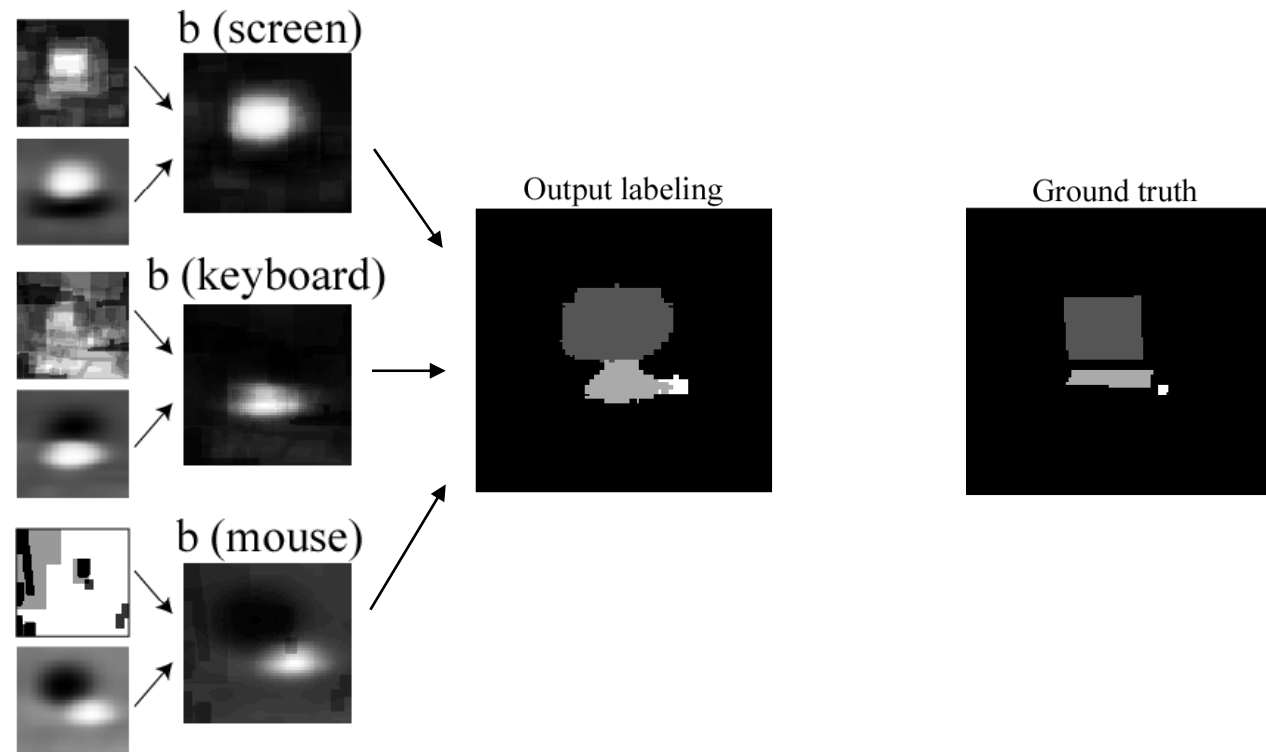 b (screen)
Output labeling
Ground truth
b (keyboard)
b (mouse)